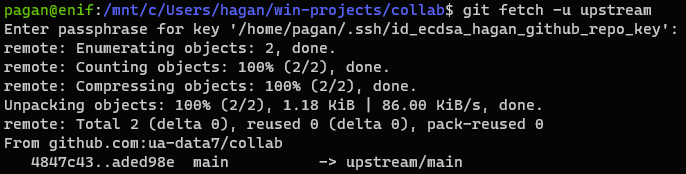 pagan@enif:/mnt/c/Users/hagan/win-projects/collab$ git fetch -u upstream
Enter passphrase for key '/home/pagan/.ssh/id_ecdsa_hagan_github_repo_key':
remote: Enumerating objects: 2, done.
remote: Counting objects: 100% (2/2), done.
remote: Compressing objects: 100% (2/2), done.
Unpacking objects: 100% (2/2), 1.18 KiB | 86.00 KiB/s, done.
remote: Total 2 (delta 0), reused 0 (delta 0), pack-reused 0
From github.com:ua-data7/collab
   4847c43..aded98e  main       -> upstream/main